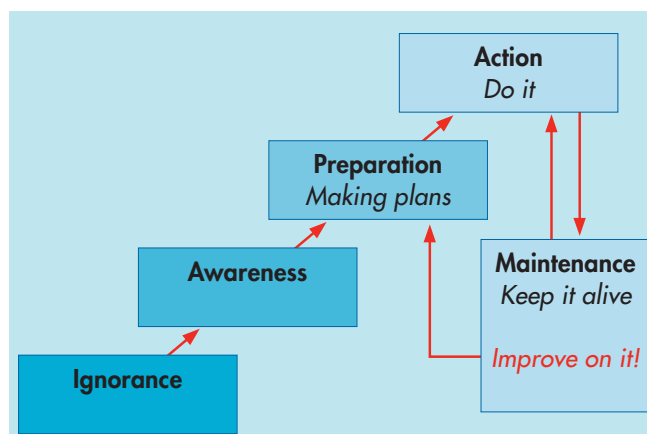 Action
Do it
Preparation
Making plans
Awareness
Maintenance
Keep it alive
Improve on it!
Ignorance